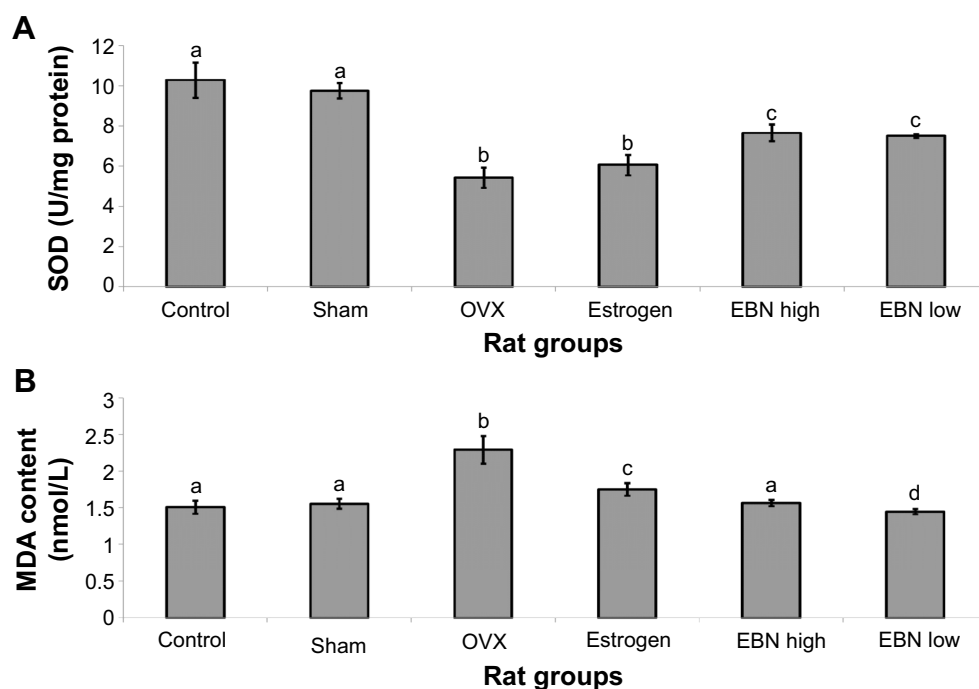 A
SOD (U/mg protein)
12
10
8
6
4
2
0
a
a
b
b
c
c
Control
Sham
OVX
Estrogen
EBN high
EBN low
Rat groups
B
MDA content
(nmol/L)
3
2.5
2
1.5
1
0.5
0
a
a
b
c
a
d
Control
Sham
OVX
Estrogen
EBN high
EBN low
Rat groups